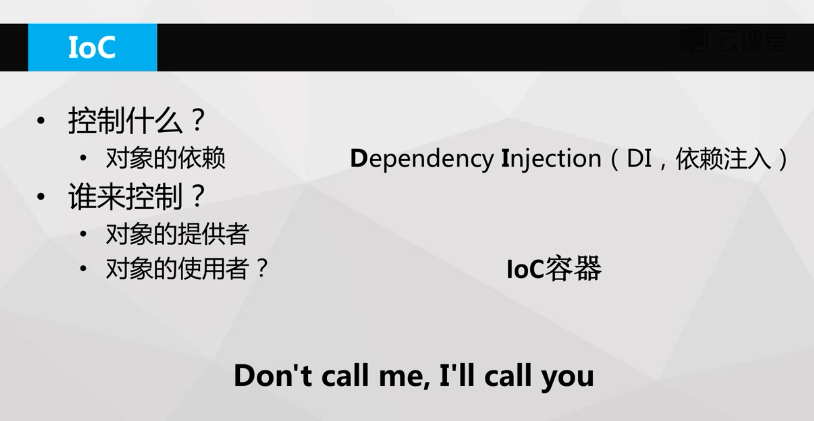 IoC
云课堂
• 控制什么？
• 对象的依赖
Dependency Injection（DI，依赖注入）
• 谁来控制？
• 对象的提供者
• 对象的使用者？
IoC容器
Don't call me, I'll call you